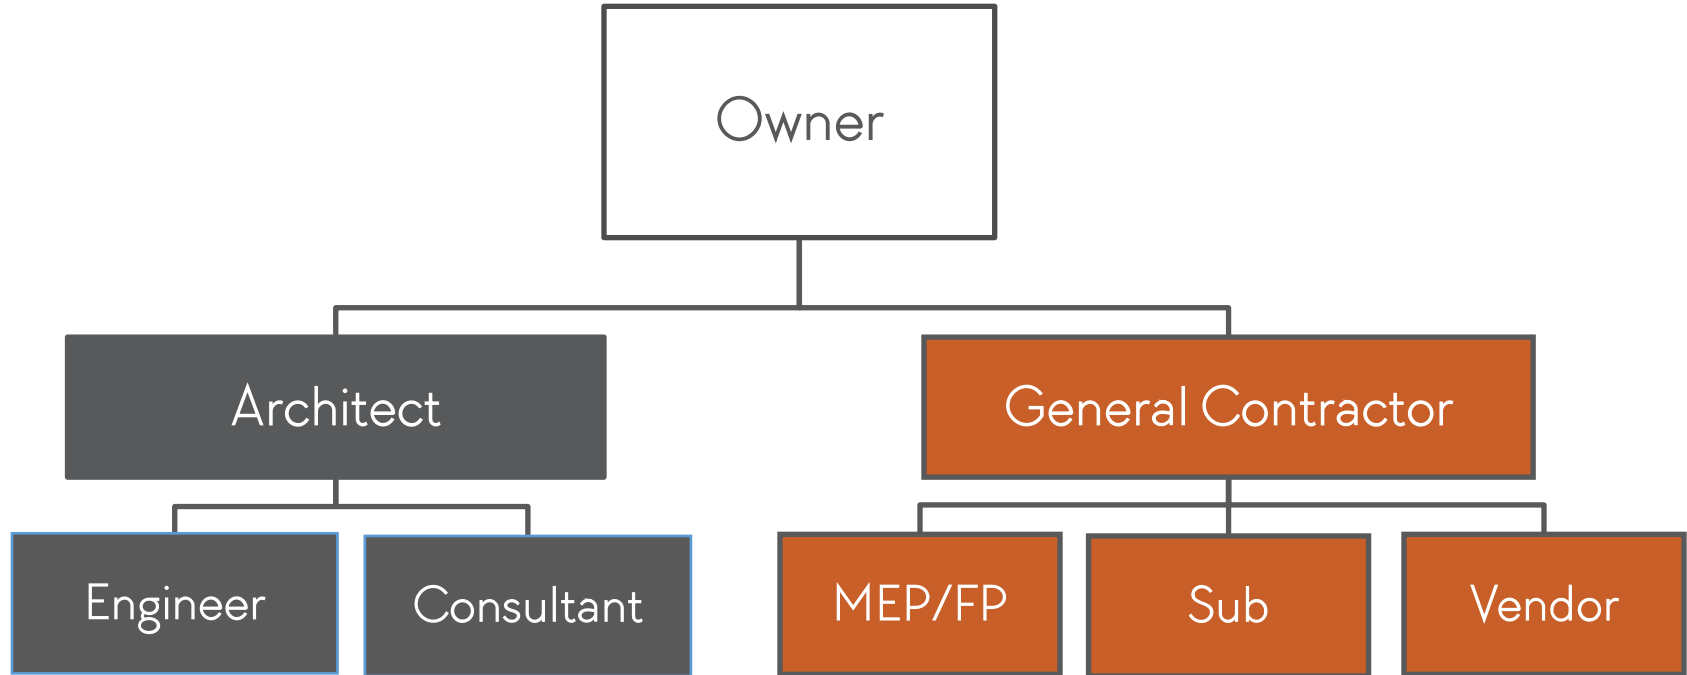 Owner
Architect
General Contractor
Engineer
Consultant
MEP/FP
Sub
Vendor